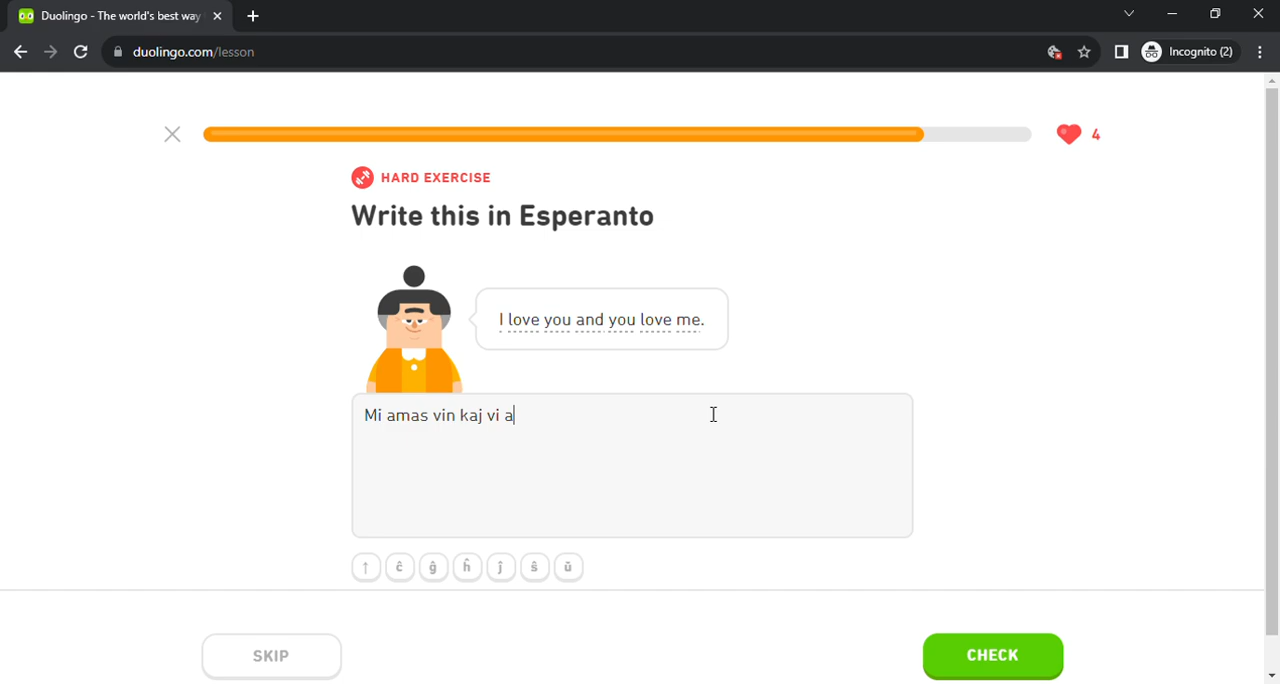 Duolingo - The world's best way
duolingo.com/lesson
Incognito (2)
4
HARD EXERCISE
Write this in Esperanto
I love you and you love me.
Mi amas vin kaj vi a
↑ ĉ ĝ ĥ ĵ ŝ ŭ
SKIP
CHECK